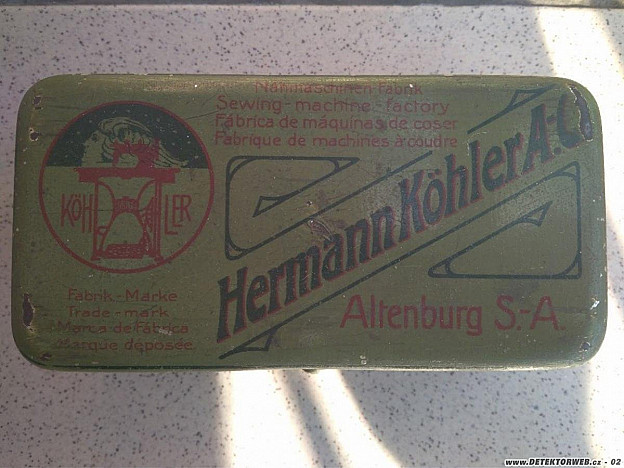 Nähmaschinen Fabrik
Sewing-machine-factory
Fábrica de máquinas de coser
Fabrique de machines à coudre
KÖHLER
Hermann Köhler A.-G.
Altenburg S.-A.
Fabrik-Marke
Trade-mark
Marca de Fábrica
Marque déposée
www.DETEKTORWEB.cz - 02